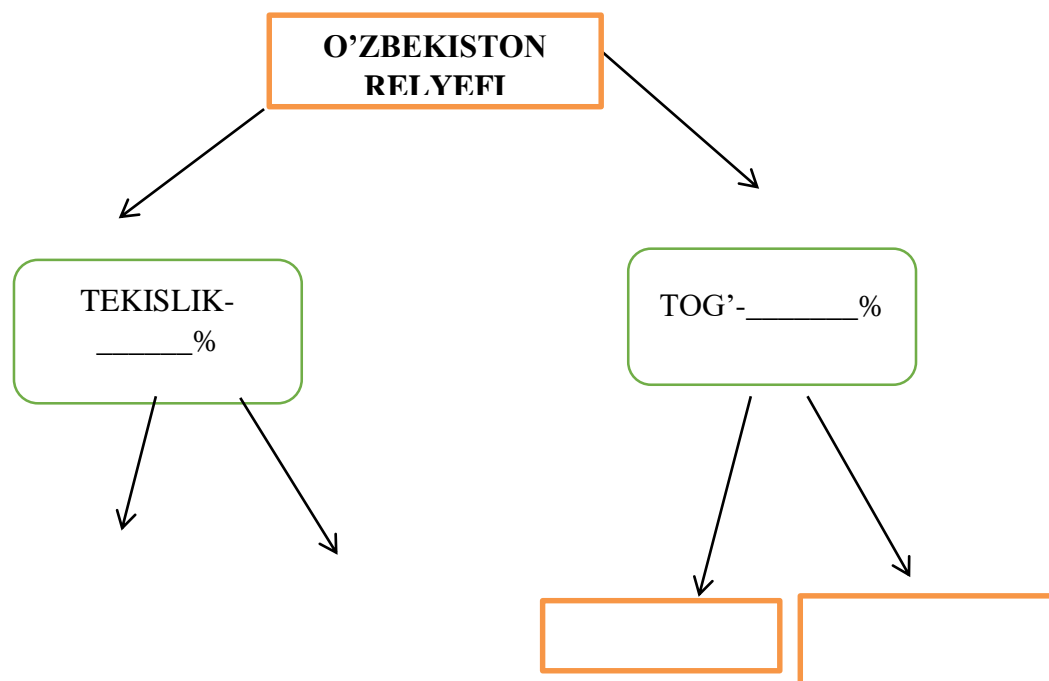 O’ZBEKISTON
RELYEFI
TEKISLIK-
______%
TOG’-_______%